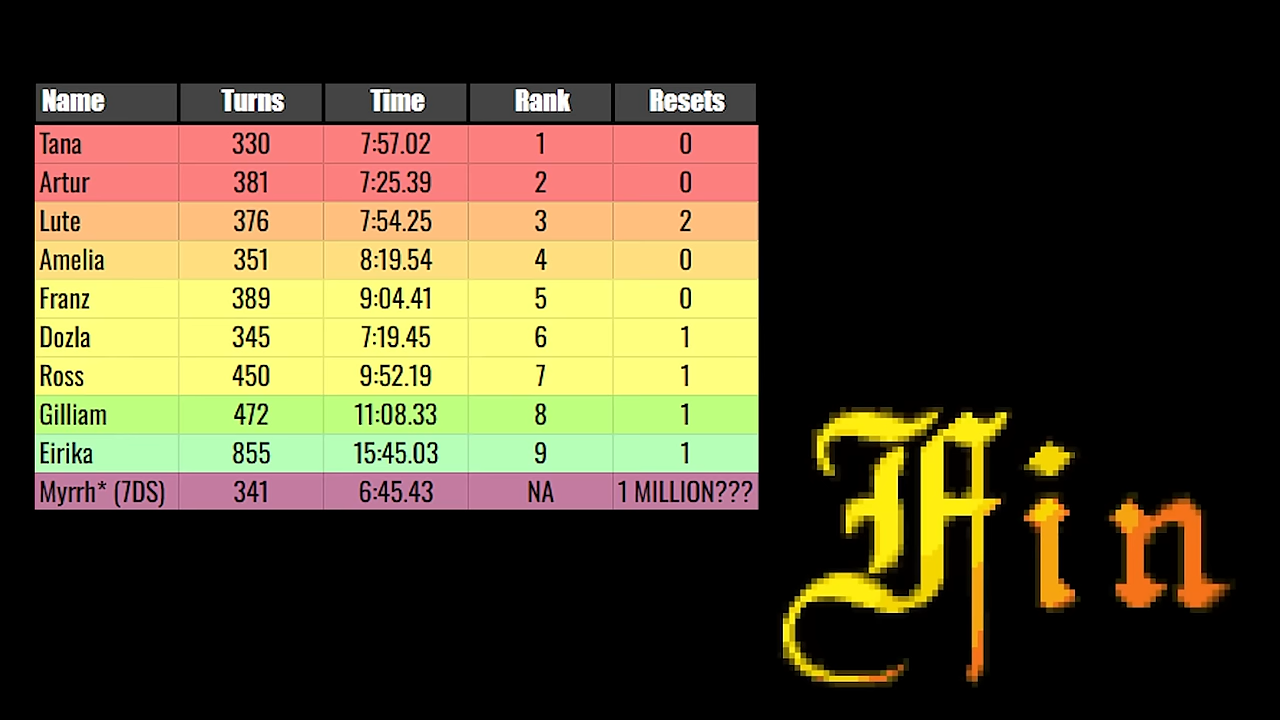 Name Turns Time Rank Resets
Tana 330 7:57.02 1 0
Artur 381 7:25.39 2 0
Lute 376 7:54.25 3 2
Amelia 351 8:19.54 4 0
Franz 389 9:04.41 5 0
Dozla 345 7:19.45 6 1
Ross 450 9:52.19 7 1
Gilliam 472 11:08.33 8 1
Eirika 855 15:45.03 9 1
Myrrh* (7DS) 341 6:45.43 NA 1 MILLION???
Fin